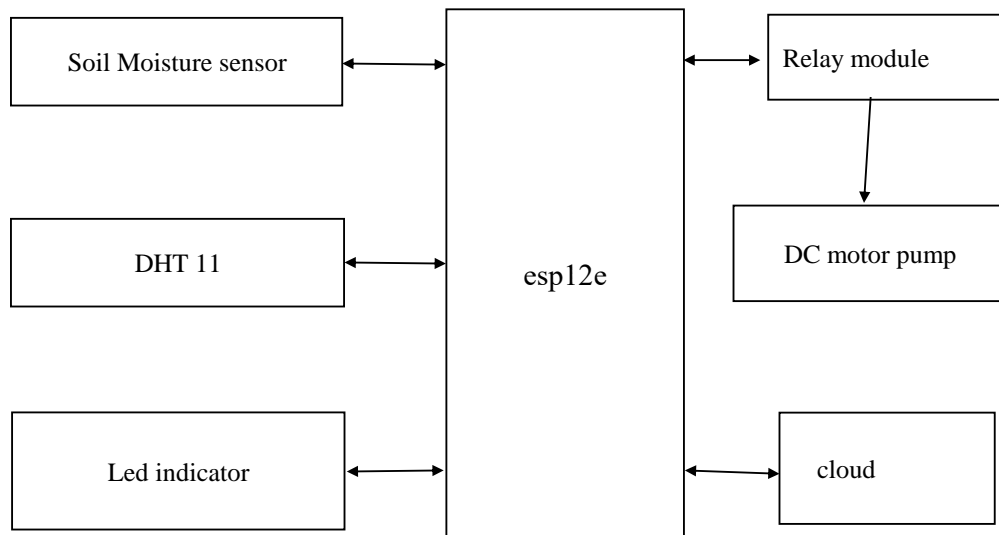 Soil Moisture sensor
Relay module
DHT 11
esp12e
DC motor pump
Led indicator
cloud